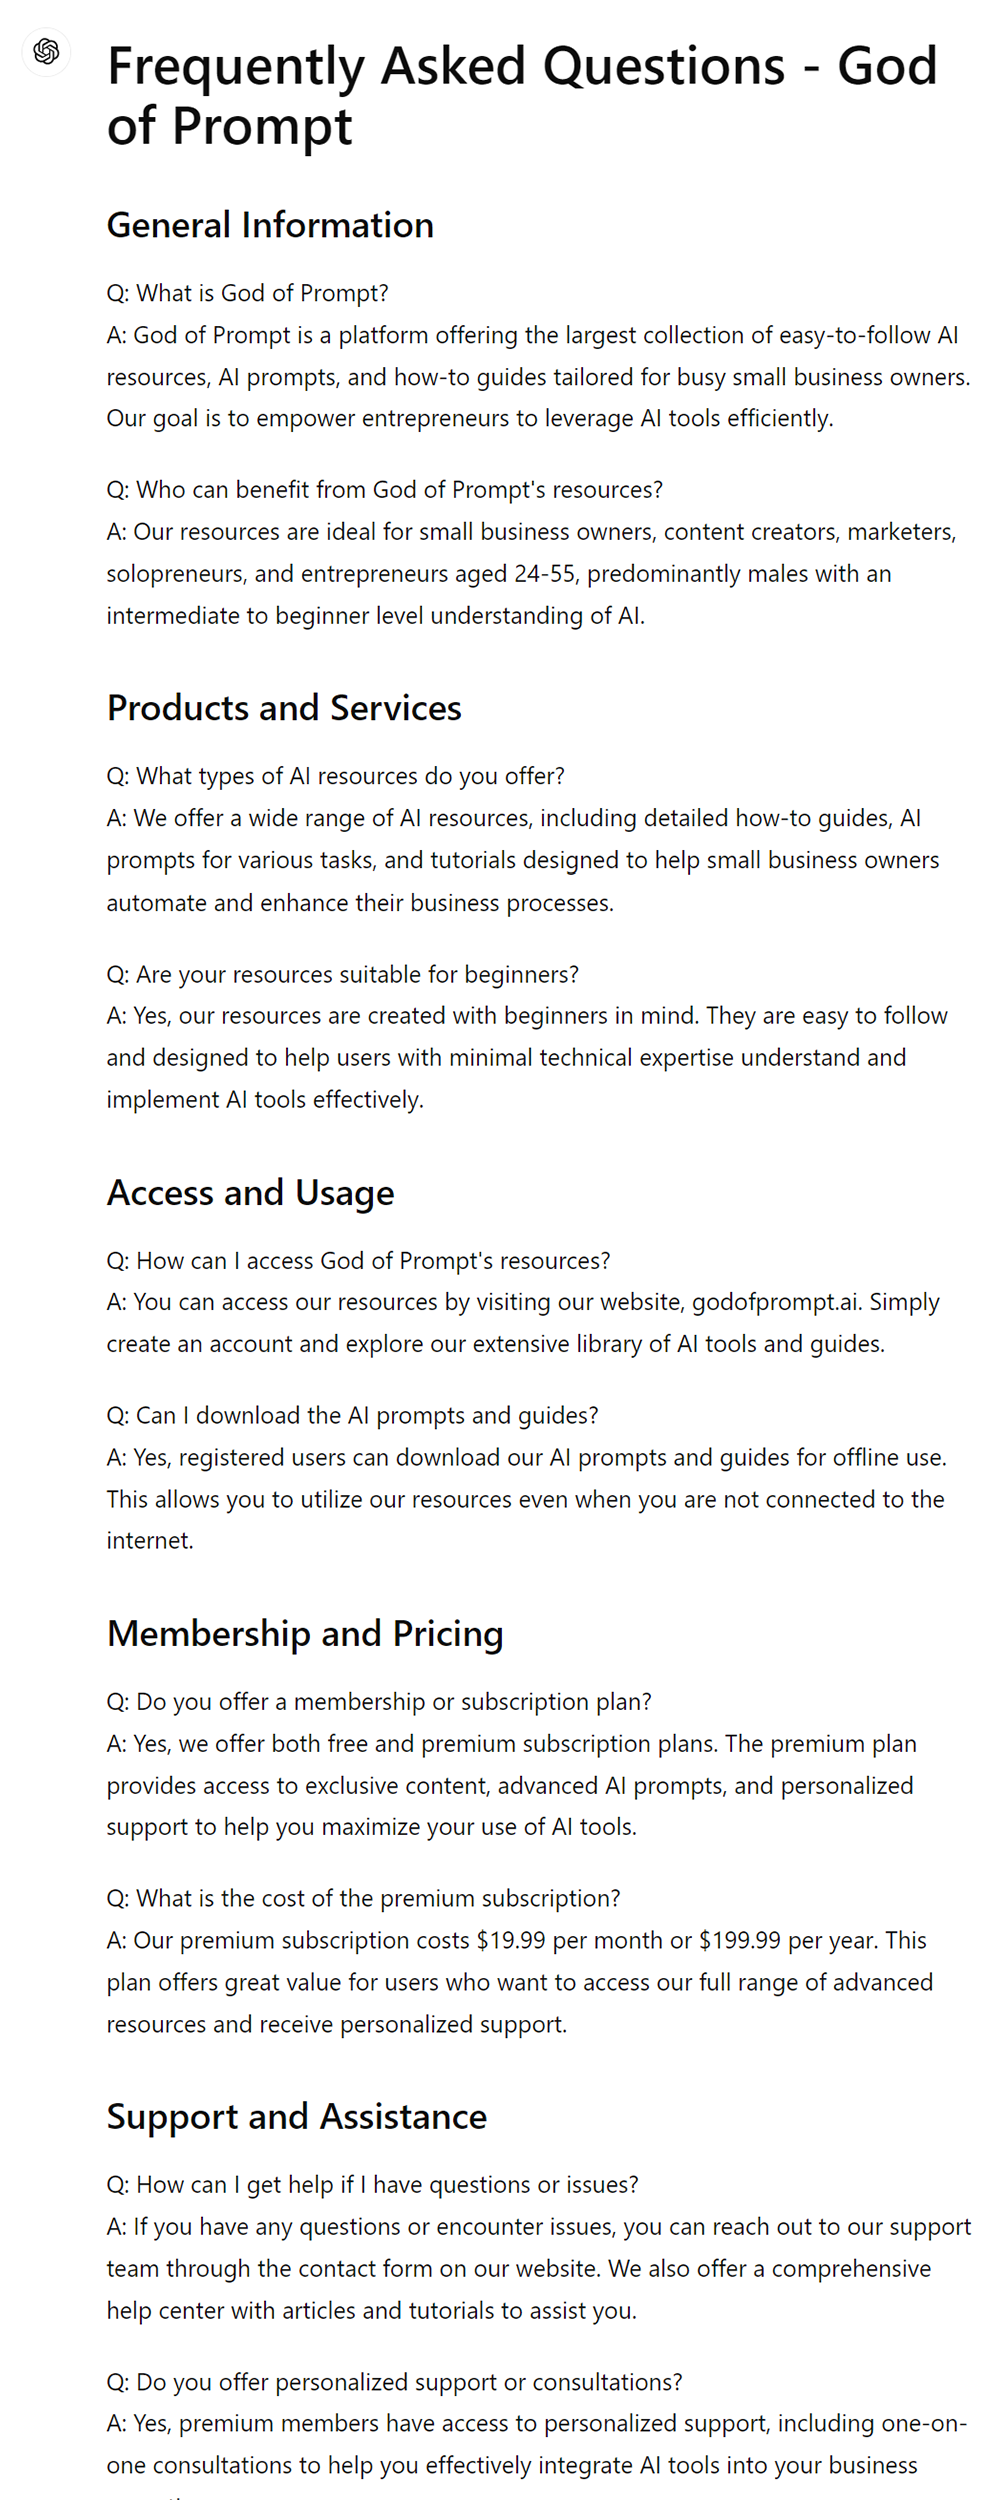 Frequently Asked Questions - God
of Prompt
General Information
Q: What is God of Prompt?
A: God of Prompt is a platform offering the largest collection of easy-to-follow AI
resources, AI prompts, and how-to guides tailored for busy small business owners.
Our goal is to empower entrepreneurs to leverage AI tools efficiently.
Q: Who can benefit from God of Prompt's resources?
A: Our resources are ideal for small business owners, content creators, marketers,
solopreneurs, and entrepreneurs aged 24-55, predominantly males with an
intermediate to beginner level understanding of AI.
Products and Services
Q: What types of AI resources do you offer?
A: We offer a wide range of AI resources, including detailed how-to guides, AI
prompts for various tasks, and tutorials designed to help small business owners
automate and enhance their business processes.
Q: Are your resources suitable for beginners?
A: Yes, our resources are created with beginners in mind. They are easy to follow
and designed to help users with minimal technical expertise understand and
implement AI tools effectively.
Access and Usage
Q: How can I access God of Prompt's resources?
A: You can access our resources by visiting our website, godofprompt.ai. Simply
create an account and explore our extensive library of AI tools and guides.
Q: Can I download the AI prompts and guides?
A: Yes, registered users can download our AI prompts and guides for offline use.
This allows you to utilize our resources even when you are not connected to the
internet.
Membership and Pricing
Q: Do you offer a membership or subscription plan?
A: Yes, we offer both free and premium subscription plans. The premium plan
provides access to exclusive content, advanced AI prompts, and personalized
support to help you maximize your use of AI tools.
Q: What is the cost of the premium subscription?
A: Our premium subscription costs $19.99 per month or $199.99 per year. This
plan offers great value for users who want to access our full range of advanced
resources and receive personalized support.
Support and Assistance
Q: How can I get help if I have questions or issues?
A: If you have any questions or encounter issues, you can reach out to our support
team through the contact form on our website. We also offer a comprehensive
help center with articles and tutorials to assist you.
Q: Do you offer personalized support or consultations?
A: Yes, premium members have access to personalized support, including one-on-
one consultations to help you effectively integrate AI tools into your business